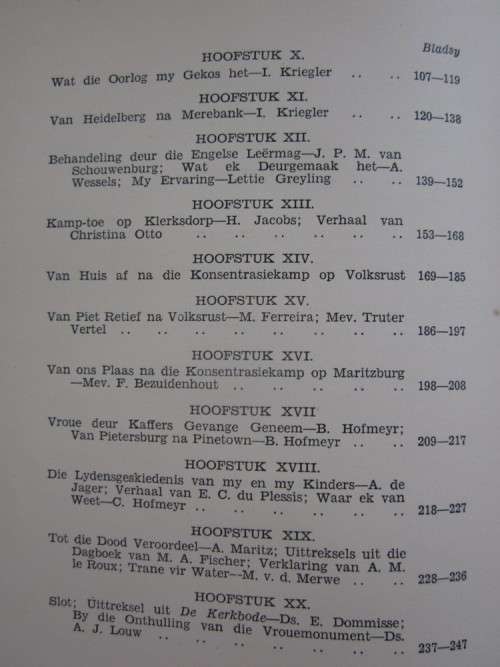 Bladsy
HOOFSTUK X.
Wat die Oorlog my Gekos het—I. Kriegler .. .. 107—119
HOOFSTUK XI.
Van Heidelberg na Merebank—I. Kriegler .. .. 120—138
HOOFSTUK XII.
Behandeling deur die Engelse Leërmag—J. P. M. van
Schouwenburg; Wat ek Deurgemaak het—A.
Wessels; My Ervaring—Lettie Greyling .. .. 139—152
HOOFSTUK XIII.
Kamp-toe op Klerksdorp—H. Jacobs; Verhaal van
Christina Otto .. .. .. .. .. .. 153—168
HOOFSTUK XIV.
Van Huis af na die Konsentrasiekamp op Volksrust 169—185
HOOFSTUK XV.
Van Piet Retief na Volksrust—M. Ferreira; Mev. Truter
Vertel .. .. .. .. .. .. .. .. 186—197
HOOFSTUK XVI.
Van ons Plaas na die Konsentrasiekamp op Maritzburg
—Mev. F. Bezuidenhout .. .. .. .. 198—208
HOOFSTUK XVII
Vroue deur Kaffers Gevange Geneem—B. Hofmeyr;
Van Pietersburg na Pinetown—B. Hofmeyr .. .. 209—217
HOOFSTUK XVIII.
Die Lydensgeskiedenis van my en my Kinders—A. de
Jager; Verhaal van E. C. du Plessis; Waar ek van
Weet—C. Hofmeyr .. .. .. .. .. .. 218—227
HOOFSTUK XIX.
Tot die Dood Veroordeel—A. Maritz; Uittreksels uit die
Dagboek van M. A. Fischer; Verklaring van A. M.
le Roux; Trane vir Water—M. v. d. Merwe .. .. 228—236
HOOFSTUK XX.
Slot; Uittreksel uit De Kerkbode—Ds. E. Dommisse;
By die Onthulling van die Vrouemonument—Ds.
A. J. Louw .. .. .. .. .. .. .. 237—247